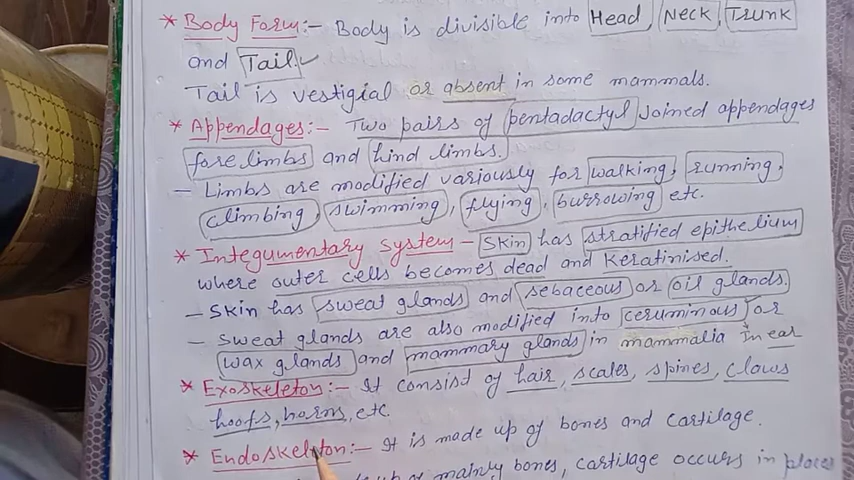 * Body Form:- Body is divisible into Head, Neck, Trunk
and Tail
Tail is vestigial or absent in some mammals.
* Appendages:- Two pairs of pentadactyl joined appendages
fore limbs and hind limbs.
- Limbs are modified variously for walking, running,
climbing, swimming, flying, burrowing etc.
* Integumentary system - Skin has stratified epithelium
where outer cells becomes dead and keratinised.
- Skin has sweat glands and sebaceous or oil glands.
- Sweat glands are also modified into ceruminous or
wax glands and mammary glands in mammalia in ear
* Exoskeleton:- It consist of hair, scales, spines, claws
hoofs, horns, etc.
* Endoskeleton:- It is made up of bones and cartilage.
up of mainly bones, cartilage occurs in places